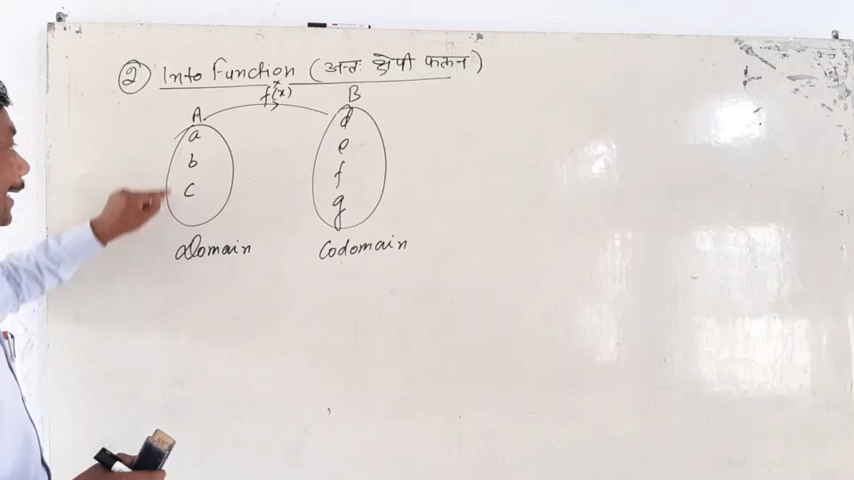 ② Into Function (अन्तः क्षेपी फलन)
f(x)
A B
a d
b e
c f
g
Domain Codomain